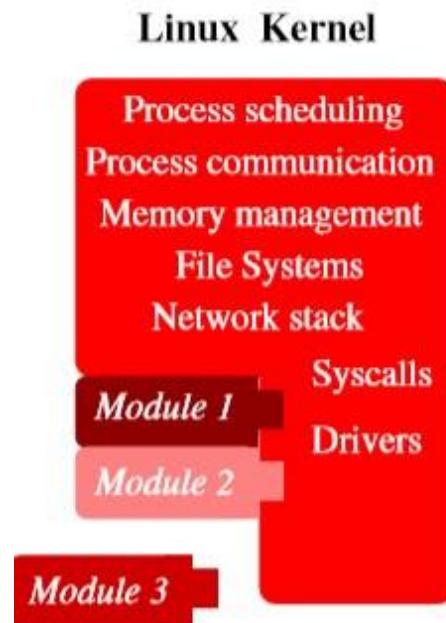 Linux Kernel
Process scheduling
Process communication
Memory management
File Systems
Network stack
Syscalls
Module 1
Drivers
Module 2
Module 3